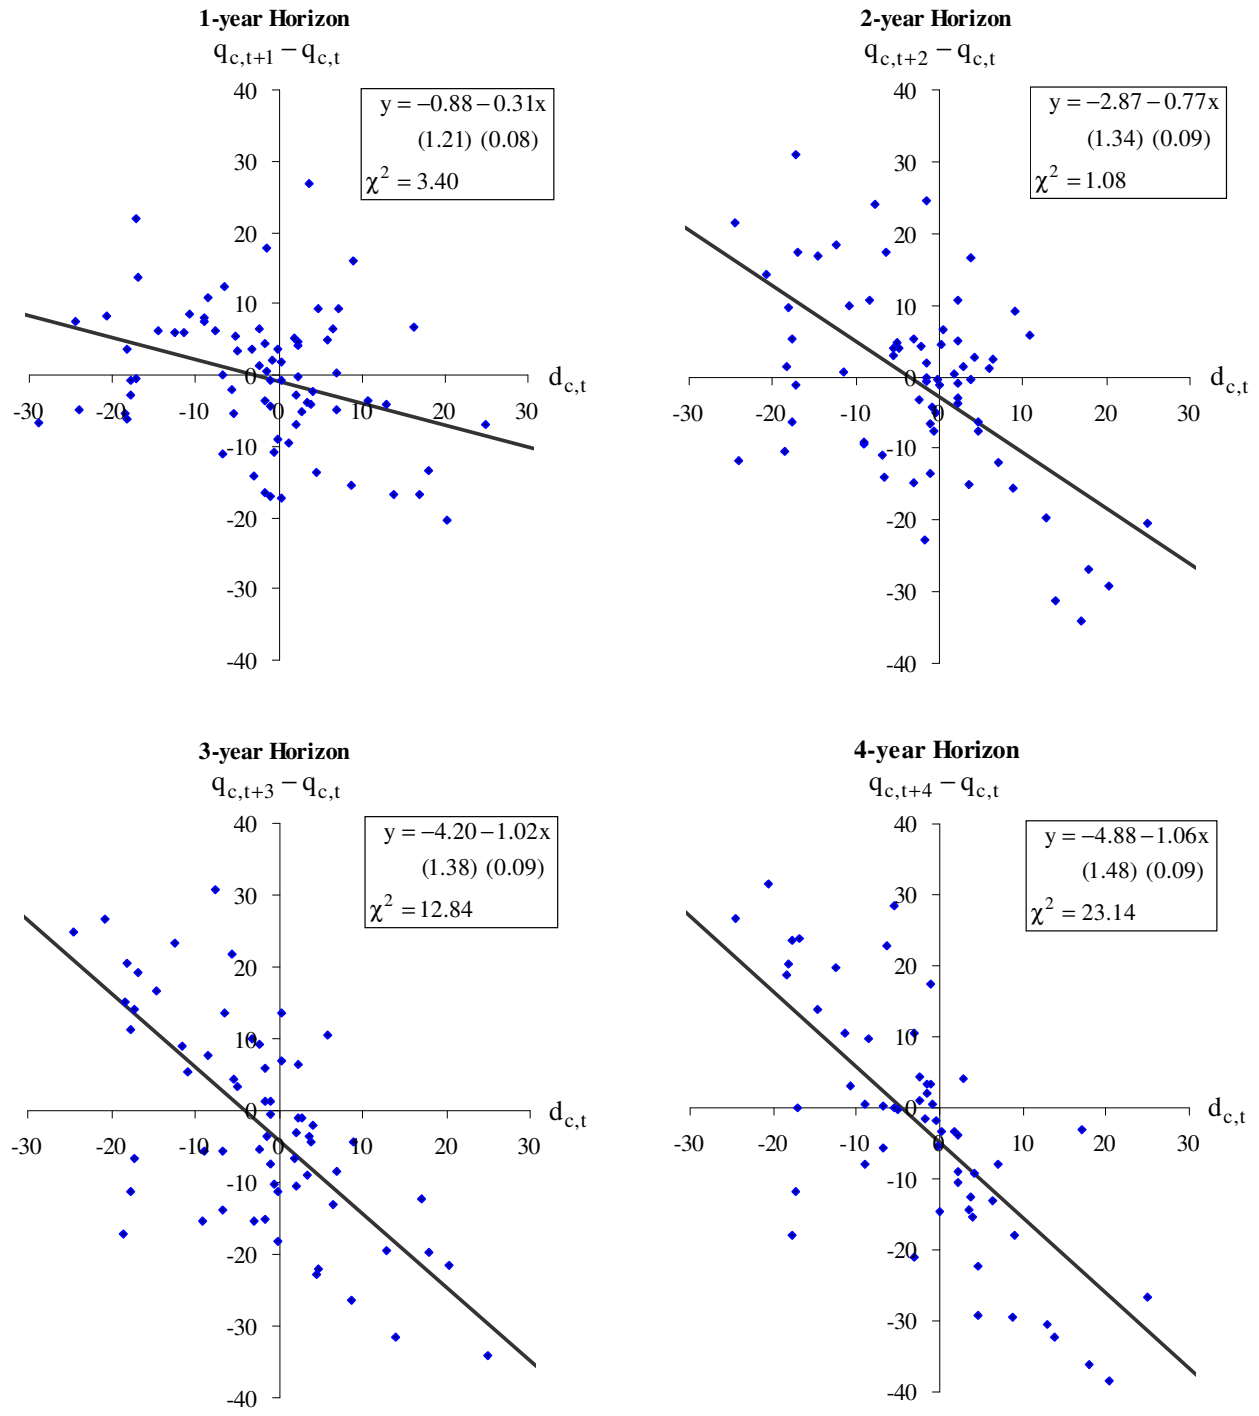 1-year Horizon
q_{c,t+1} − q_{c,t}
40
30
20
10
0
-10
-20
-30
-40
-30 -20 -10 0 10 20 30
d_{c,t}
y = −0.88 − 0.31x
(1.21) (0.08)
χ² = 3.40
2-year Horizon
q_{c,t+2} − q_{c,t}
40
30
20
10
0
-10
-20
-30
-40
-30 -20 -10 0 10 20 30
d_{c,t}
y = −2.87 − 0.77x
(1.34) (0.09)
χ² = 1.08
3-year Horizon
q_{c,t+3} − q_{c,t}
40
30
20
10
0
-10
-20
-30
-40
-30 -20 -10 0 10 20 30
d_{c,t}
y = −4.20 − 1.02x
(1.38) (0.09)
χ² = 12.84
4-year Horizon
q_{c,t+4} − q_{c,t}
40
30
20
10
0
-10
-20
-30
-40
-30 -20 -10 0 10 20 30
d_{c,t}
y = −4.88 − 1.06x
(1.48) (0.09)
χ² = 23.14